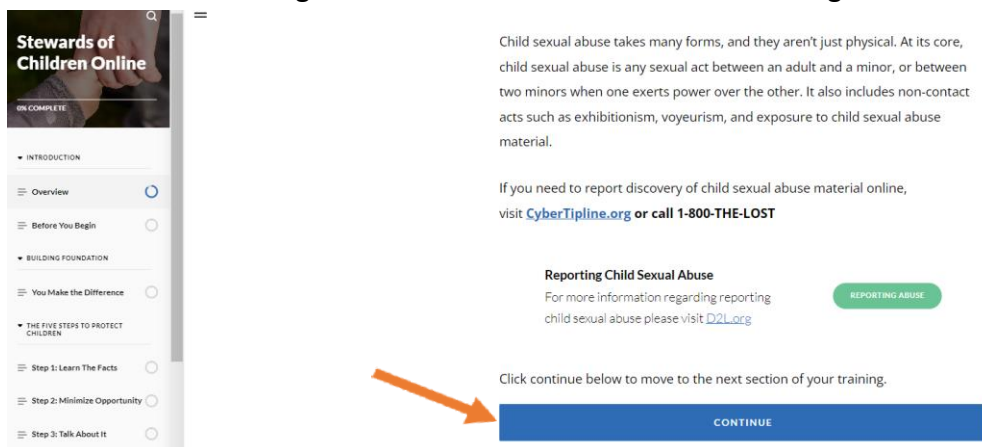 Stewards of
Children Online
0% COMPLETE
INTRODUCTION
Overview
Before You Begin
BUILDING FOUNDATION
You Make the Difference
THE FIVE STEPS TO PROTECT
CHILDREN
Step 1: Learn The Facts
Step 2: Minimize Opportunity
Step 3: Talk About It
Child sexual abuse takes many forms, and they aren't just physical. At its core,
child sexual abuse is any sexual act between an adult and a minor, or between
two minors when one exerts power over the other. It also includes non-contact
acts such as exhibitionism, voyeurism, and exposure to child sexual abuse
material.
If you need to report discovery of child sexual abuse material online,
visit CyberTipline.org or call 1-800-THE-LOST
Reporting Child Sexual Abuse
For more information regarding reporting
child sexual abuse please visit D2L.org
REPORTING ABUSE
Click continue below to move to the next section of your training.
CONTINUE